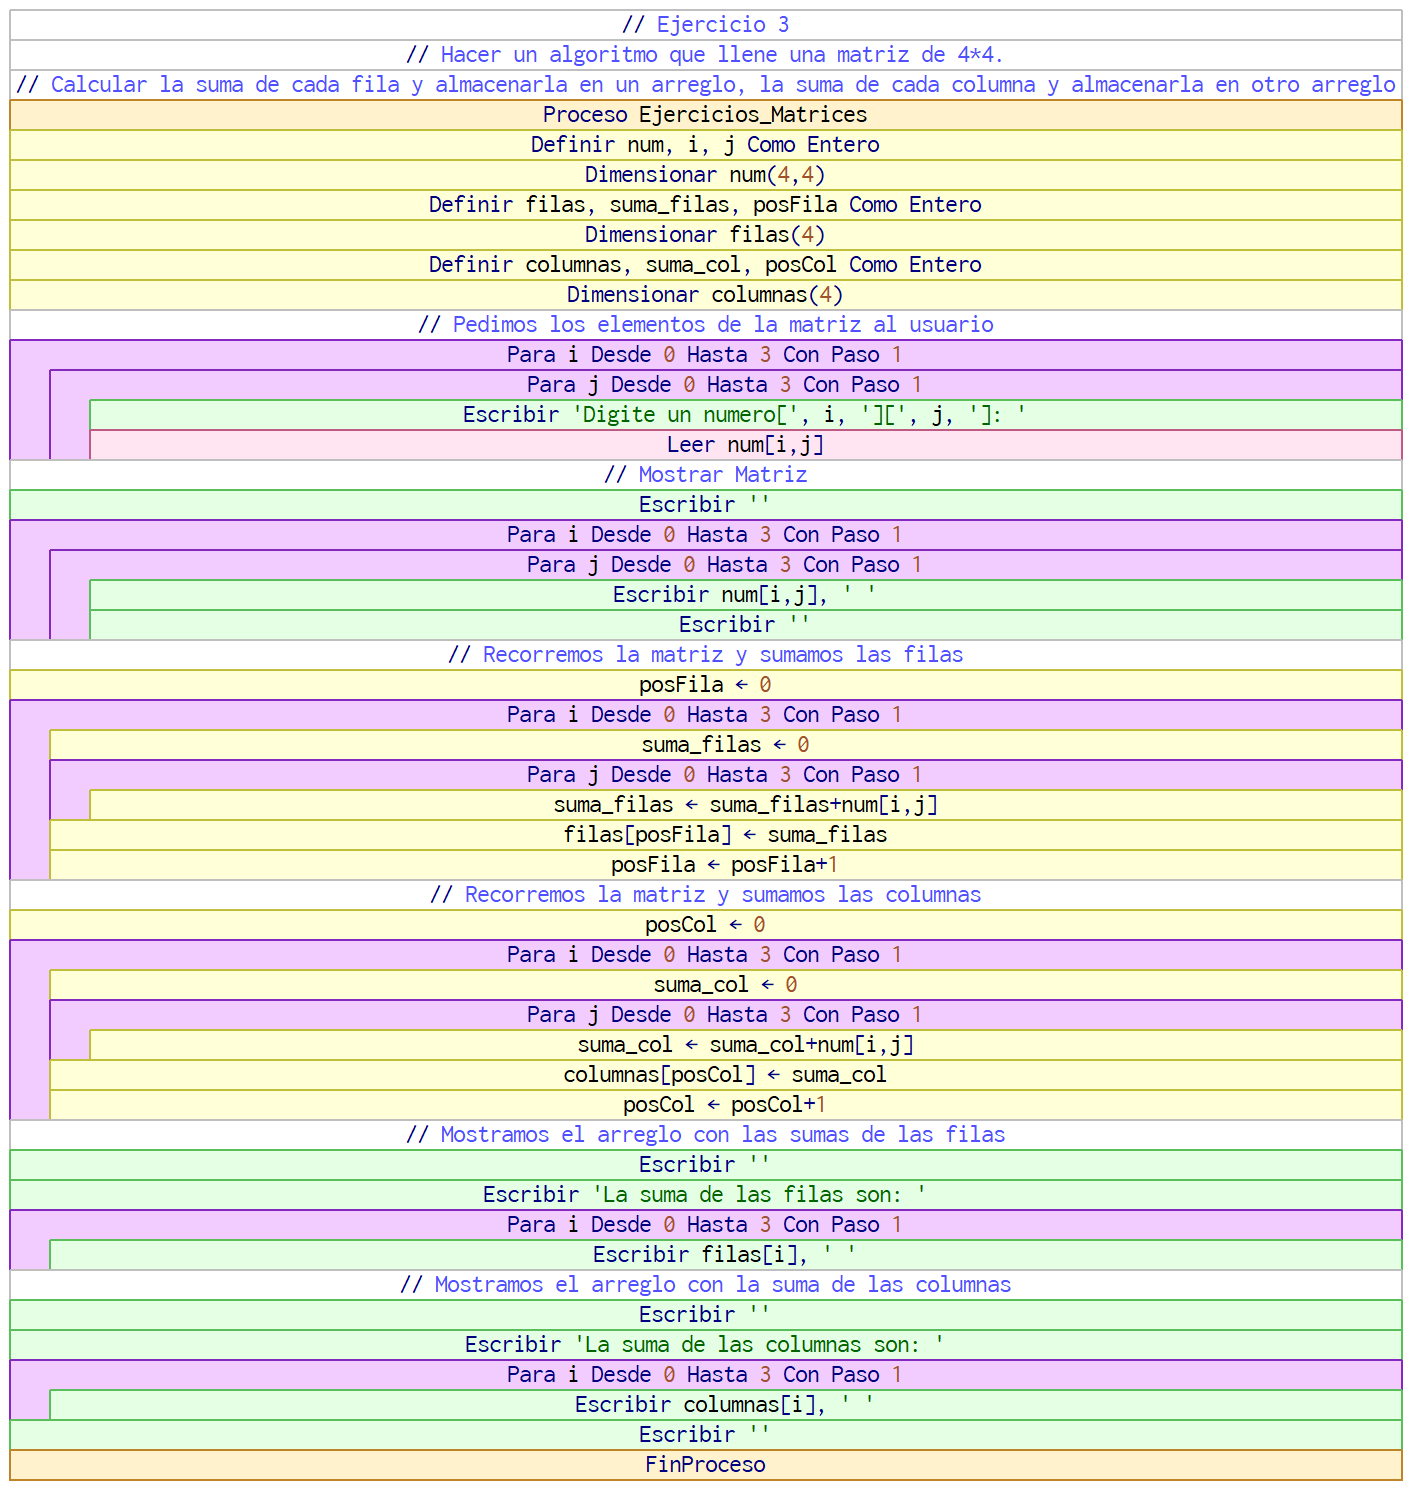 // Ejercicio 3
// Hacer un algoritmo que llene una matriz de 4*4.
// Calcular la suma de cada fila y almacenarla en un arreglo, la suma de cada columna y almacenarla en otro arreglo
Proceso Ejercicios_Matrices
Definir num, i, j Como Entero
Dimensionar num(4,4)
Definir filas, suma_filas, posFila Como Entero
Dimensionar filas(4)
Definir columnas, suma_col, posCol Como Entero
Dimensionar columnas(4)
// Pedimos los elementos de la matriz al usuario
Para i Desde 0 Hasta 3 Con Paso 1
Para j Desde 0 Hasta 3 Con Paso 1
Escribir 'Digite un numero[', i, '][', j, ']: '
Leer num[i,j]
// Mostrar Matriz
Escribir ''
Para i Desde 0 Hasta 3 Con Paso 1
Para j Desde 0 Hasta 3 Con Paso 1
Escribir num[i,j], ' '
Escribir ''
// Recorremos la matriz y sumamos las filas
posFila ← 0
Para i Desde 0 Hasta 3 Con Paso 1
suma_filas ← 0
Para j Desde 0 Hasta 3 Con Paso 1
suma_filas ← suma_filas+num[i,j]
filas[posFila] ← suma_filas
posFila ← posFila+1
// Recorremos la matriz y sumamos las columnas
posCol ← 0
Para i Desde 0 Hasta 3 Con Paso 1
suma_col ← 0
Para j Desde 0 Hasta 3 Con Paso 1
suma_col ← suma_col+num[i,j]
columnas[posCol] ← suma_col
posCol ← posCol+1
// Mostramos el arreglo con las sumas de las filas
Escribir ''
Escribir 'La suma de las filas son: '
Para i Desde 0 Hasta 3 Con Paso 1
Escribir filas[i], ' '
// Mostramos el arreglo con la suma de las columnas
Escribir ''
Escribir 'La suma de las columnas son: '
Para i Desde 0 Hasta 3 Con Paso 1
Escribir columnas[i], ' '
Escribir ''
FinProceso